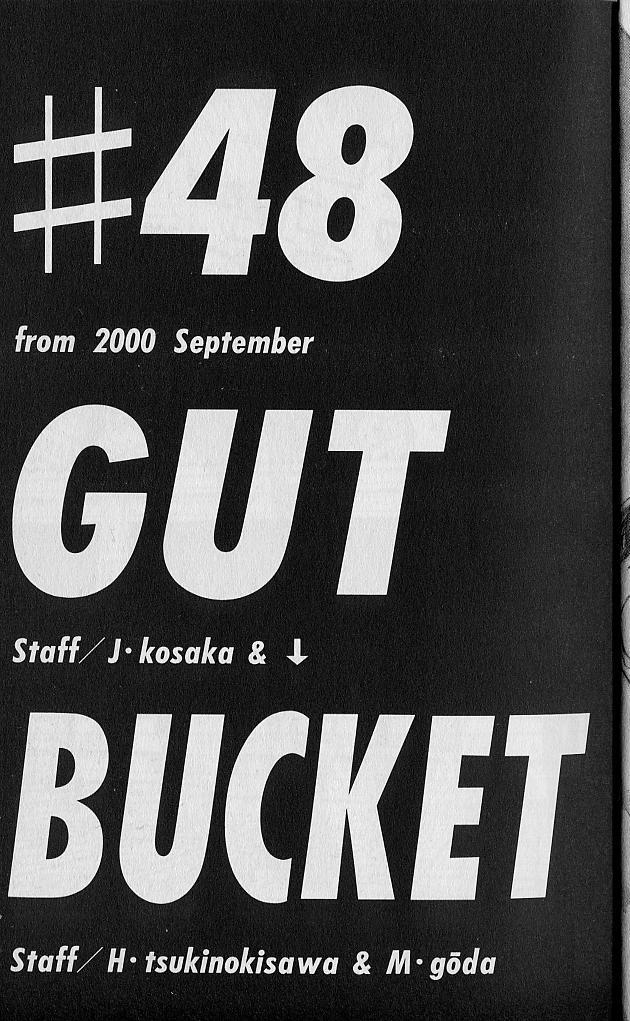 ♯48
from 2000 September
GUT
Staff／J·kosaka & ⬇
BUCKET
Staff／H·tsukinokisawa & M·gōda